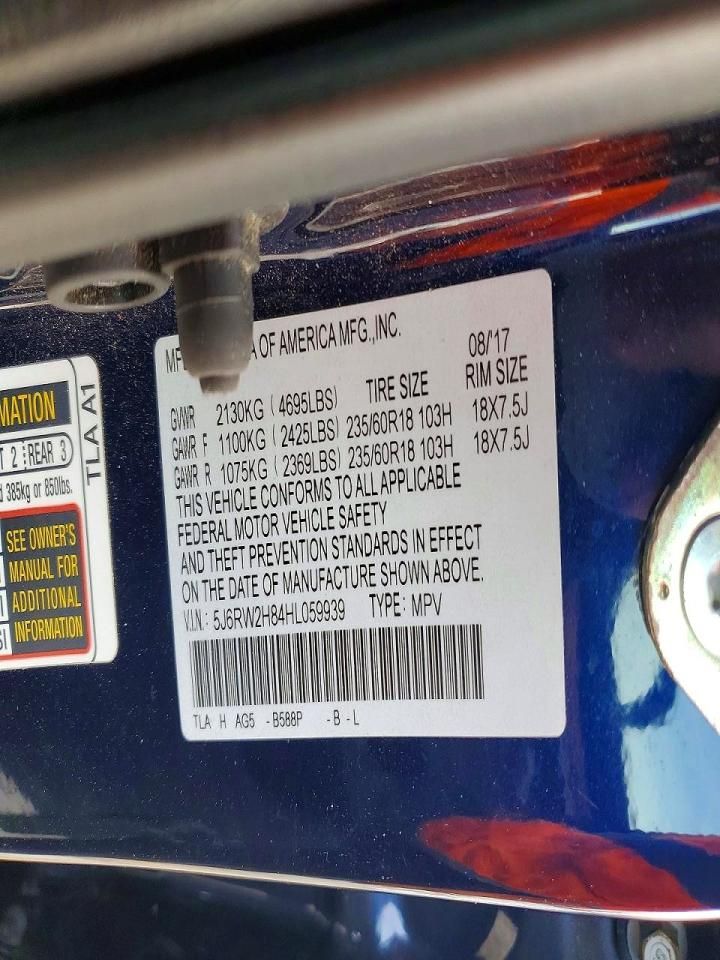 MATION
T 2 REAR 3
d 385kg or 850lbs.
SEE OWNER'S
MANUAL FOR
ADDITIONAL
INFORMATION
TLA A1
OF AMERICA MFG.,INC.
08/'17
GVWR 2130KG ( 4695LBS) TIRE SIZE RIM SIZE
GAWR F 1100KG ( 2425LBS) 235/60R18 103H 18X7.5J
GAWR R 1075KG ( 2369LBS) 235/60R18 103H 18X7.5J
THIS VEHICLE CONFORMS TO ALL APPLICABLE
FEDERAL MOTOR VEHICLE SAFETY
AND THEFT PREVENTION STANDARDS IN EFFECT
ON THE DATE OF MANUFACTURE SHOWN ABOVE.
V.I.N.: 5J6RW2H84HL059939 TYPE: MPV
TLA H AG5 -B588P -B -L